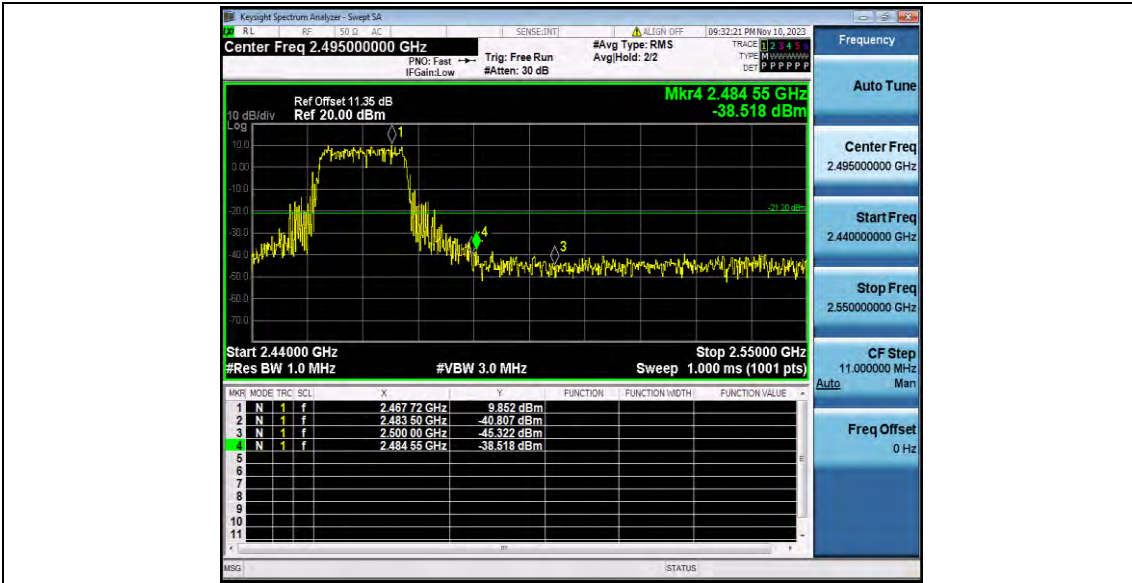 Keysight Spectrum Analyzer - Swept SA
RL RF 50 Ω AC SENSE:INT ALIGN OFF 09:32:21 PM Nov 10, 2023
Center Freq 2.495000000 GHz
PNO: Fast
IFGain:Low
Trig: Free Run
#Atten: 30 dB
#Avg Type: RMS
Avg|Hold: 2/2
TRACE 1 2 3 4 5 6
TYPE M
DET P P P P P P
Frequency
Mkr4 2.484 55 GHz
-38.518 dBm
Ref Offset 11.35 dB
Ref 20.00 dBm
10 dB/div
Log
10.0
0.00
-10.0
-20.0
-30.0
-40.0
-50.0
-60.0
-70.0
1
4
3
-21.20 dBm
Start 2.44000 GHz
Stop 2.55000 GHz
#Res BW 1.0 MHz
#VBW 3.0 MHz
Sweep 1.000 ms (1001 pts)
MKR MODE TRC SCL X Y FUNCTION FUNCTION WIDTH FUNCTION VALUE
1 N 1 f 2.467 72 GHz 9.852 dBm
2 N 1 f 2.483 50 GHz -40.807 dBm
3 N 1 f 2.500 00 GHz -45.322 dBm
4 N 1 f 2.484 55 GHz -38.518 dBm
5
6
7
8
9
10
11
MSG
STATUS
Auto Tune
Center Freq
2.495000000 GHz
Start Freq
2.440000000 GHz
Stop Freq
2.550000000 GHz
CF Step
11.000000 MHz
Auto Man
Freq Offset
0 Hz